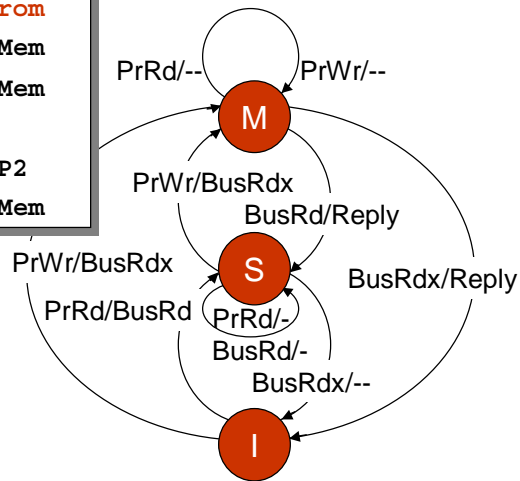 rom
Mem
Mem
P2
Mem
PrRd/--
PrWr/--
M
PrWr/BusRdx
BusRd/Reply
S
PrWr/BusRdx
BusRdx/Reply
PrRd/BusRd
PrRd/-
BusRd/-
BusRdx/--
I